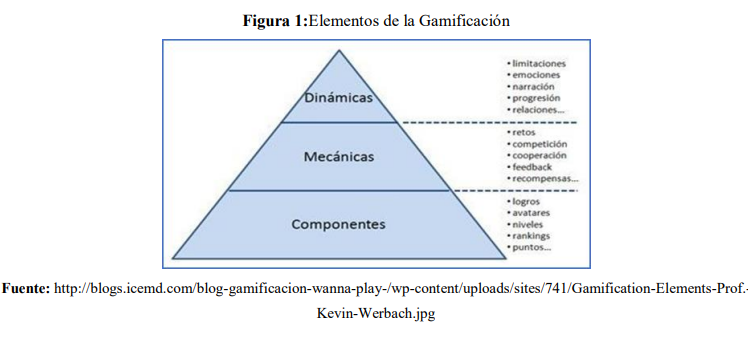 Figura 1:Elementos de la Gamificación
Dinámicas
• limitaciones
• emociones
• narración
• progresión
• relaciones...
Mecánicas
• retos
• competición
• cooperación
• feedback
• recompensas...
Componentes
• logros
• avatares
• niveles
• rankings
• puntos...
Fuente: http://blogs.icemd.com/blog-gamificacion-wanna-play-/wp-content/uploads/sites/741/Gamification-Elements-Prof.-
Kevin-Werbach.jpg